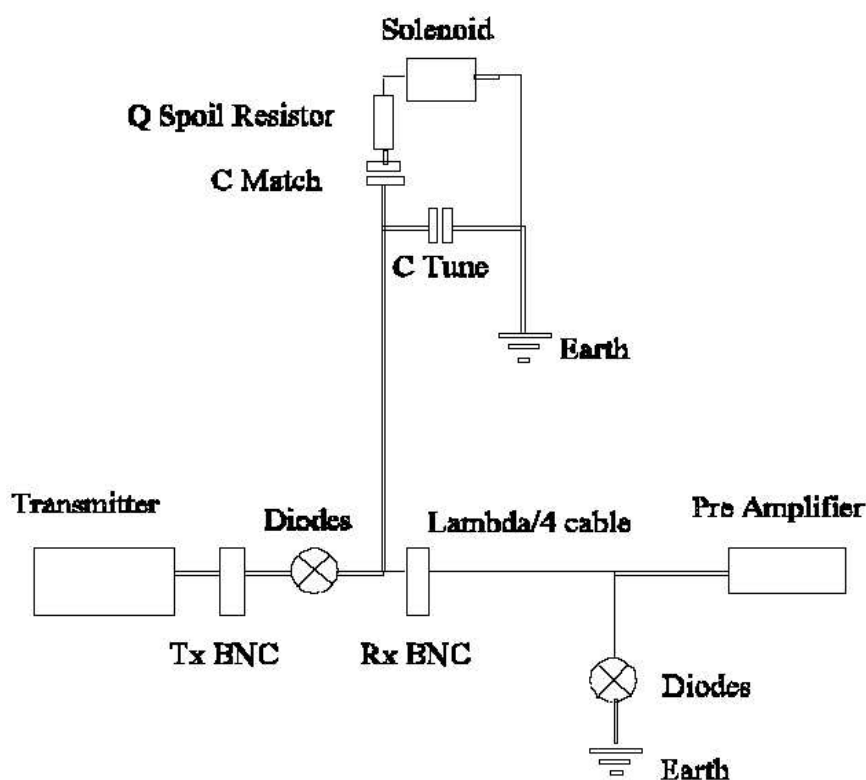 Solenoid
Q Spoil Resistor
C Match
C Tune
Earth
Transmitter
Diodes
Lambda/4 cable
Pre Amplifier
Tx BNC
Rx BNC
Diodes
Earth